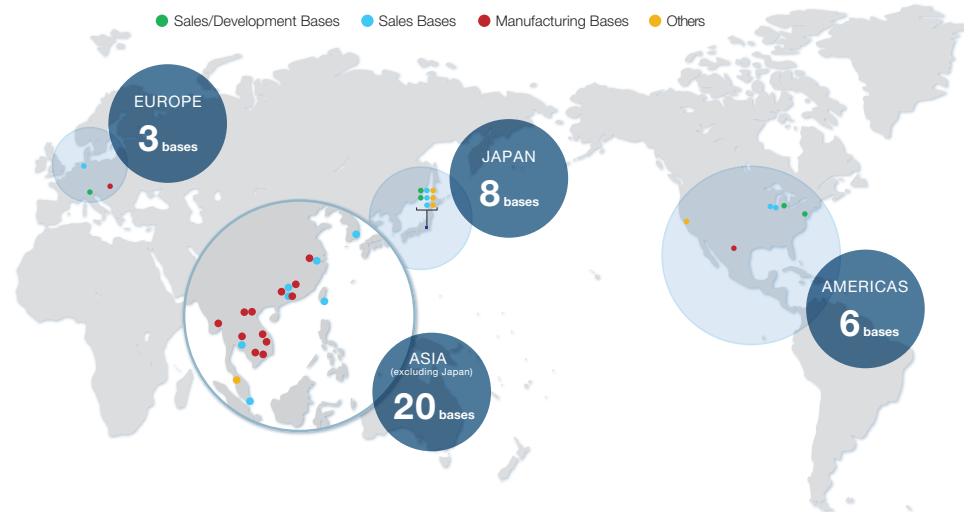 Sales/Development Bases Sales Bases Manufacturing Bases Others
EUROPE
3 bases
JAPAN
8 bases
AMERICAS
6 bases
ASIA
(excluding Japan)
20 bases